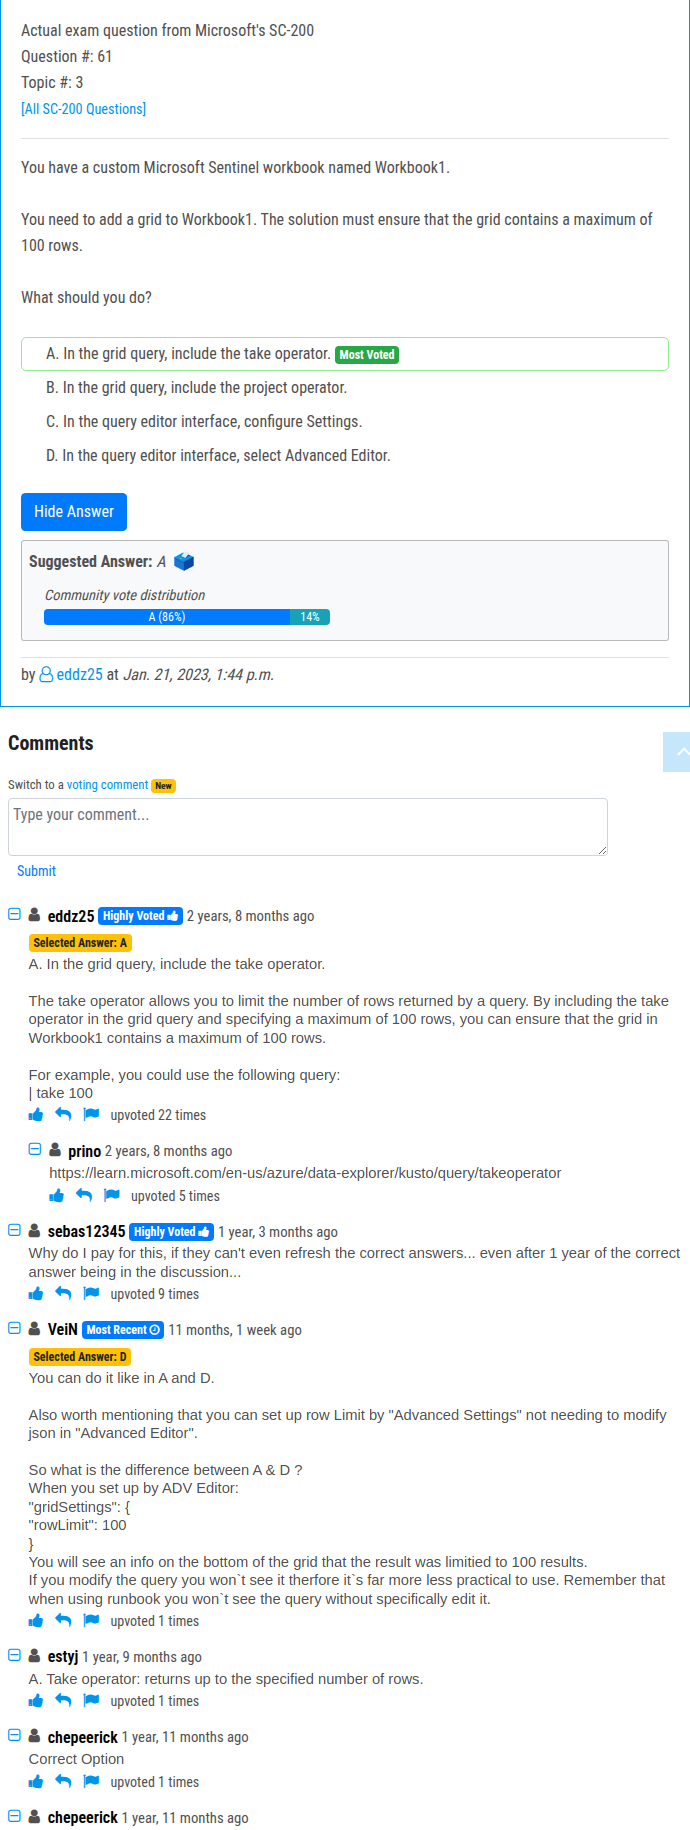 Actual exam question from Microsoft's SC-200
Question #: 61
Topic #: 3
[All SC-200 Questions]
You have a custom Microsoft Sentinel workbook named Workbook1.
You need to add a grid to Workbook1. The solution must ensure that the grid contains a maximum of
100 rows.
What should you do?
A. In the grid query, include the take operator. Most Voted
B. In the grid query, include the project operator.
C. In the query editor interface, configure Settings.
D. In the query editor interface, select Advanced Editor.
Hide Answer
Suggested Answer: A
Community vote distribution
A (86%) 14%
by eddz25 at Jan. 21, 2023, 1:44 p.m.
Comments
Switch to a voting comment New
Type your comment...
Submit
eddz25 Highly Voted 2 years, 8 months ago
Selected Answer: A
A. In the grid query, include the take operator.
The take operator allows you to limit the number of rows returned by a query. By including the take
operator in the grid query and specifying a maximum of 100 rows, you can ensure that the grid in
Workbook1 contains a maximum of 100 rows.
For example, you could use the following query:
| take 100
upvoted 22 times
prino 2 years, 8 months ago
https://learn.microsoft.com/en-us/azure/data-explorer/kusto/query/takeoperator
upvoted 5 times
sebas12345 Highly Voted 1 year, 3 months ago
Why do I pay for this, if they can't even refresh the correct answers... even after 1 year of the correct
answer being in the discussion...
upvoted 9 times
VeiN Most Recent 11 months, 1 week ago
Selected Answer: D
You can do it like in A and D.
Also worth mentioning that you can set up row Limit by "Advanced Settings" not needing to modify
json in "Advanced Editor".
So what is the difference between A & D ?
When you set up by ADV Editor:
"gridSettings": {
"rowLimit": 100
}
You will see an info on the bottom of the grid that the result was limitied to 100 results.
If you modify the query you won`t see it therfore it`s far more less practical to use. Remember that
when using runbook you won`t see the query without specifically edit it.
upvoted 1 times
estyj 1 year, 9 months ago
A. Take operator: returns up to the specified number of rows.
upvoted 1 times
chepeerick 1 year, 11 months ago
Correct Option
upvoted 1 times
chepeerick 1 year, 11 months ago